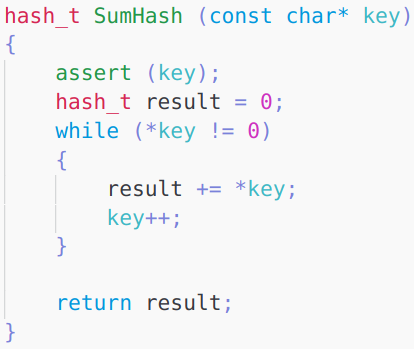 hash_t SumHash (const char* key)
{
    assert (key);
    hash_t result = 0;
    while (*key != 0)
    {
        result += *key;
        key++;
    }

    return result;
}